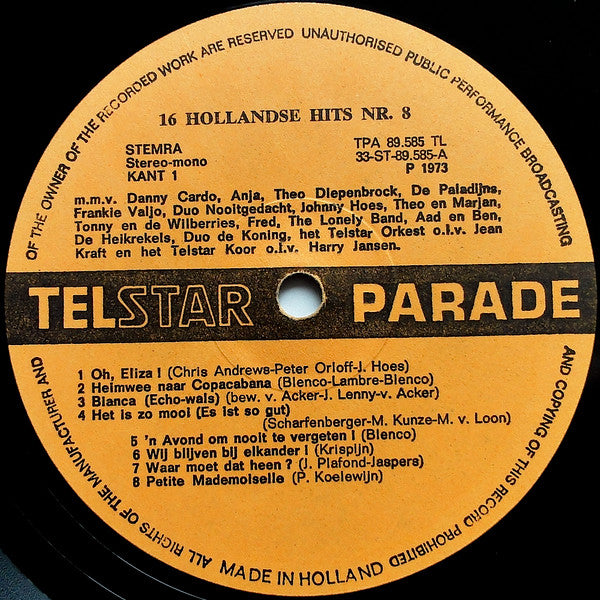 OF THE OWNER OF THE RECORDED WORK ARE RESERVED UNAUTHORISED PUBLIC PERFORMANCE BROADCASTING
16 HOLLANDSE HITS NR. 8
STEMRA
Stereo-mono
KANT 1
TPA 89.585 TL
33-ST-89.585-A
P 1973
m.m.v. Danny Cardo, Anja, Theo Diepenbrock, De Paladijns,
Frankie Valjo, Duo Nooitgedacht, Johnny Hoes, Theo en Marjan,
Tonny en de Wilberries, Fred, The Lonely Band, Aad en Ben,
De Heikrekels, Duo de Koning, het Telstar Orkest o.l.v. Jean
Kraft en het Telstar Koor o.l.v. Harry Jansen.
TELSTAR PARADE
1 Oh, Eliza ! (Chris Andrews-Peter Orloff-J. Hoes)
2 Heimwee naar Copacabana (Blenco-Lambre-Blenco)
3 Bianca (Echo-wals) (bew. v. Acker-J. Lenny-v. Acker)
4 Het is zo mooi (Es ist so gut)
(Scharfenberger-M. Kunze-M. v. Loon)
5 'n Avond om nooit te vergeten ! (Blenco)
6 Wij blijven bij elkander ! (Krispijn)
7 Waar moet dat heen ? (J. Plafond-Jaspers)
8 Petite Mademoiselle (P. Koelewijn)
AND COPYING OF THIS RECORD PROHIBITED
ALL RIGHTS OF THE MANUFACTURER AND
MADE IN HOLLAND